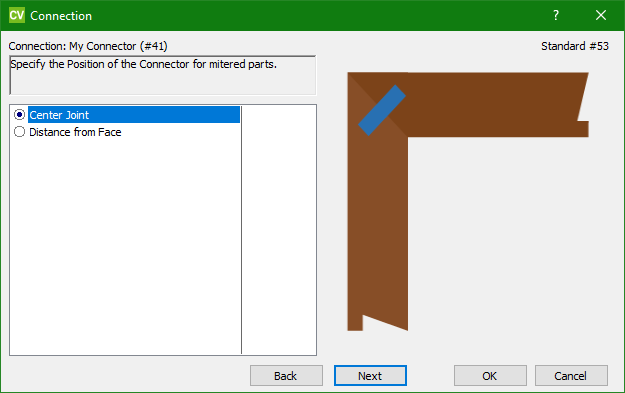 CV Connection ?
Connection: My Connector (#41) Standard #53
Specify the Position of the Connector for mitered parts.
Center Joint
Distance from Face
Back Next OK Cancel